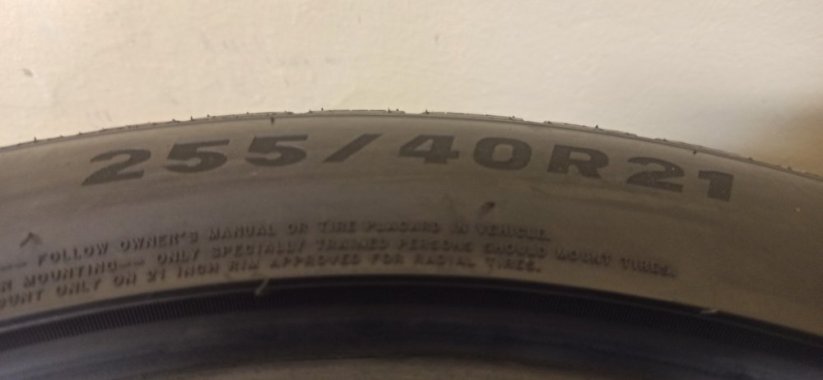 255/40R21
-- FOLLOW OWNER'S MANUAL OR TIRE PLACARD IN VEHICLE.
MOUNTING-- ONLY SPECIALLY TRAINED PERSONS SHOULD MOUNT TIRES.
ONLY ON 21 INCH RIM APPROVED FOR RADIAL TIRES.